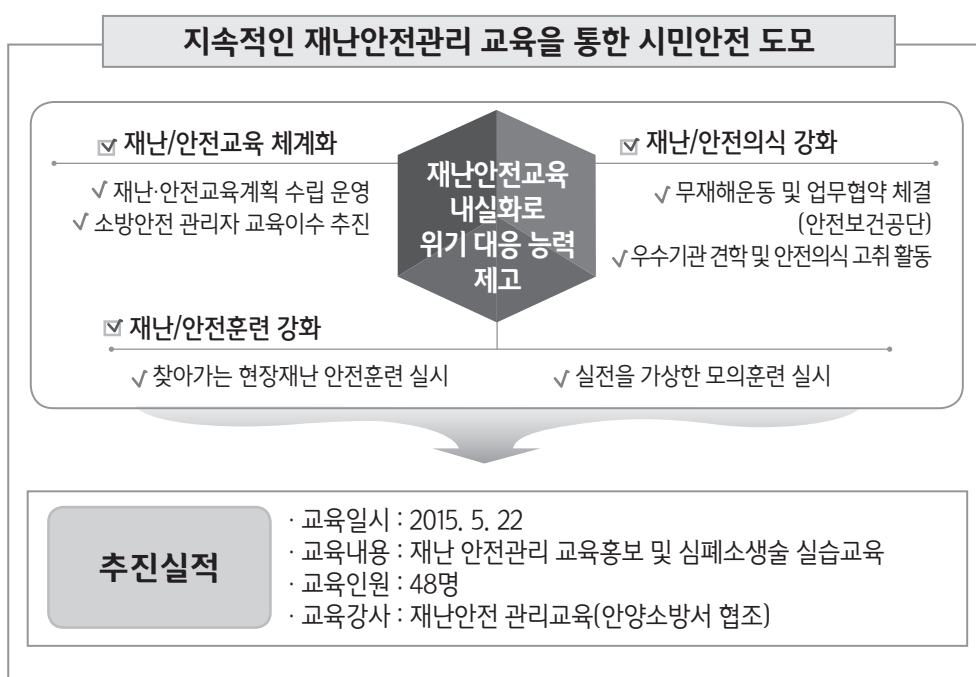 지속적인 재난안전관리 교육을 통한 시민안전 도모
☑ 재난/안전교육 체계화
√ 재난·안전교육계획 수립 운영
√ 소방안전 관리자 교육이수 추진
재난안전교육
내실화로
위기 대응 능력
제고
☑ 재난/안전의식 강화
√ 무재해운동 및 업무협약 체결
(안전보건공단)
√ 우수기관 견학 및 안전의식 고취 활동
☑ 재난/안전훈련 강화
√ 찾아가는 현장재난 안전훈련 실시
√ 실전을 가상한 모의훈련 실시
추진실적
· 교육일시 : 2015. 5. 22
· 교육내용 : 재난 안전관리 교육홍보 및 심폐소생술 실습교육
· 교육인원 : 48명
· 교육강사 : 재난안전 관리교육(안양소방서 협조)